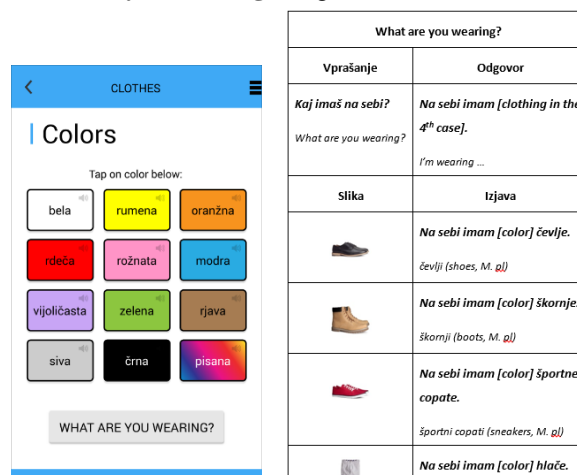 CLOTHES
Colors
Tap on color below:
bela
rumena
oranžna
rdeča
rožnata
modra
vijoličasta
zelena
rjava
siva
črna
pisana
WHAT ARE YOU WEARING?
What are you wearing?
Vprašanje
Odgovor
Kaj imaš na sebi?
What are you wearing?
Na sebi imam [clothing in the
4th case].
I'm wearing ...
Slika
Izjava
Na sebi imam [color] čevlje.
čevlji (shoes, M. pl)
Na sebi imam [color] škornje.
škornji (boots, M. pl)
Na sebi imam [color] športne
copate.
športni copati (sneakers, M. pl)
Na sebi imam [color] hlače.